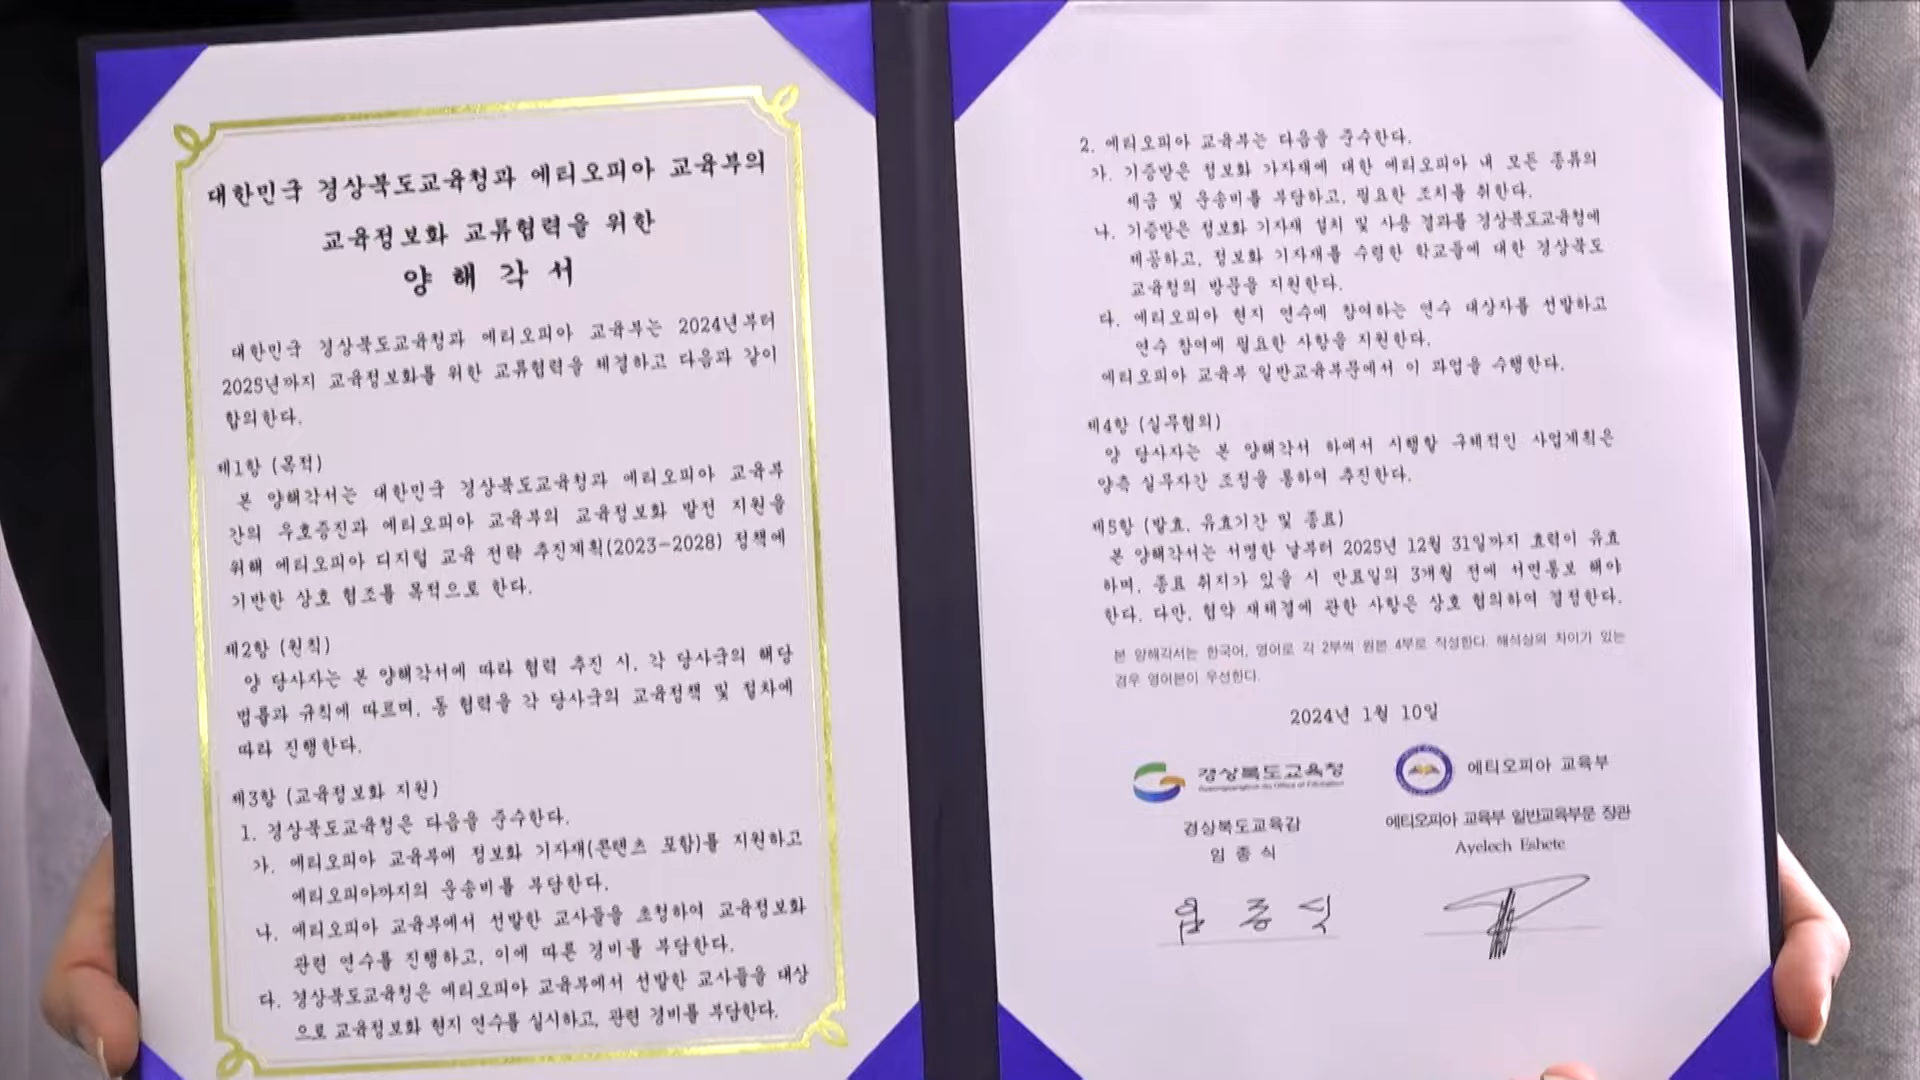 대한민국 경상북도교육청과 에티오피아 교육부의
교육정보화 교류협력을 위한
양 해 각 서
대한민국 경상북도교육청과 에티오피아 교육부는 2024년부터
2025년까지 교육정보화를 위한 교류협력을 체결하고 다음과 같이
합의한다.
제1항 (목적)
본 양해각서는 대한민국 경상북도교육청과 에티오피아 교육부
간의 우호증진과 에티오피아 교육부의 교육정보화 발전 지원을
위해 에티오피아 디지털 교육 전략 추진계획(2023-2028) 정책에
기반한 상호 협조를 목적으로 한다.
제2항 (원칙)
양 당사자는 본 양해각서에 따라 협력 추진 시, 각 당사국의 해당
법률과 규칙에 따르며, 동 협력을 각 당사국의 교육정책 및 절차에
따라 진행한다.
제3항 (교육정보화 지원)
1. 경상북도교육청은 다음을 준수한다.
가. 에티오피아 교육부에 정보화 기자재(콘텐츠 포함)를 지원하고
에티오피아까지의 운송비를 부담한다.
나. 에티오피아 교육부에서 선발한 교사들을 초청하여 교육정보화
관련 연수를 진행하고, 이에 따른 경비를 부담한다.
다. 경상북도교육청은 에티오피아 교육부에서 선발한 교사들을 대상
으로 교육정보화 현지 연수를 실시하고, 관련 경비를 부담한다.
2. 에티오피아 교육부는 다음을 준수한다.
가. 기증받은 정보화 기자재에 대한 에티오피아 내 모든 종류의
세금 및 운송비를 부담하고, 필요한 조치를 취한다.
나. 기증받은 정보화 기자재 설치 및 사용 결과를 경상북도교육청에
제공하고, 정보화 기자재를 수령한 학교들에 대한 경상북도
교육청의 방문을 지원한다.
다. 에티오피아 현지 연수에 참여하는 연수 대상자를 선발하고
연수 참여에 필요한 사항을 지원한다.
에티오피아 교육부 일반교육부문에서 이 과업을 수행한다.
제4항 (실무협의)
양 당사자는 본 양해각서 하에서 시행할 구체적인 사업계획은
양측 실무자간 조정을 통하여 추진한다.
제5항 (발효, 유효기간 및 종료)
본 양해각서는 서명한 날부터 2025년 12월 31일까지 효력이 유효
하며, 종료 취지가 있을 시 만료일의 3개월 전에 서면통보 해야
한다. 다만, 협약 재체결에 관한 사항은 상호 협의하여 결정한다.
본 양해각서는 한국어, 영어로 각 2부씩 원본 4부로 작성한다. 해석상의 차이가 있는
경우 영어본이 우선한다.
2024년 1월 10일
경상북도교육청
에티오피아 교육부
경상북도교육감
임 종 식
에티오피아 교육부 일반교육부문 장관
Ayelech Eshete
임 종 식